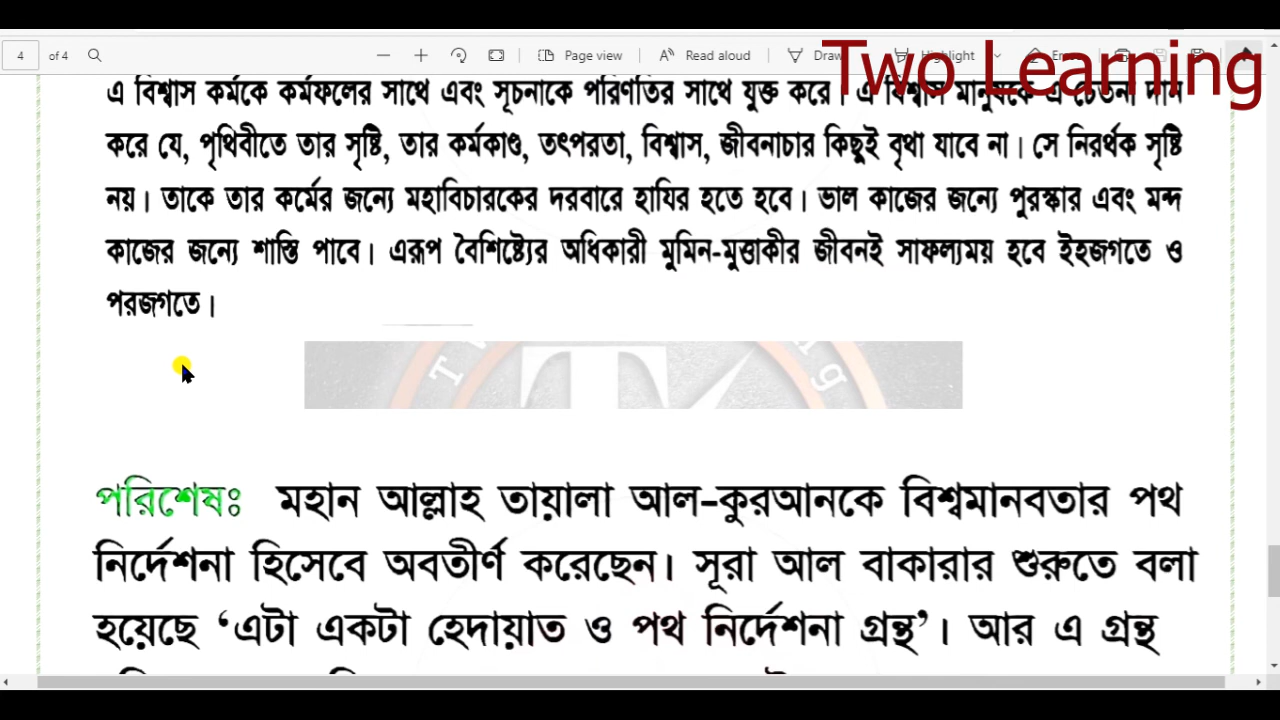 4 of 4 Page view Read aloud Draw Highlight
Two Learning
এ বিশ্বাস কর্মকে কর্মফলের সাথে এবং সূচনাকে পরিণতির সাথে যুক্ত করে। এ বিশ্বাস মানুষকে এ চেতনা দান
করে যে, পৃথিবীতে তার সৃষ্টি, তার কর্মকাণ্ড, তৎপরতা, বিশ্বাস, জীবনাচার কিছুই বৃথা যাবে না। সে নিরর্থক সৃষ্টি
নয়। তাকে তার কর্মের জন্যে মহাবিচারকের দরবারে হাযির হতে হবে। ভাল কাজের জন্যে পুরস্কার এবং মন্দ
কাজের জন্যে শাস্তি পাবে। এরূপ বৈশিষ্ট্যের অধিকারী মুমিন-মুত্তাকীর জীবনই সাফল্যময় হবে ইহজগতে ও
পরজগতে।
পরিশেষঃ মহান আল্লাহ তায়ালা আল-কুরআনকে বিশ্বমানবতার পথ
নির্দেশনা হিসেবে অবতীর্ণ করেছেন। সূরা আল বাকারার শুরুতে বলা
হয়েছে ‘এটা একটা হেদায়াত ও পথ নির্দেশনা গ্রন্থ’। আর এ গ্রন্থ